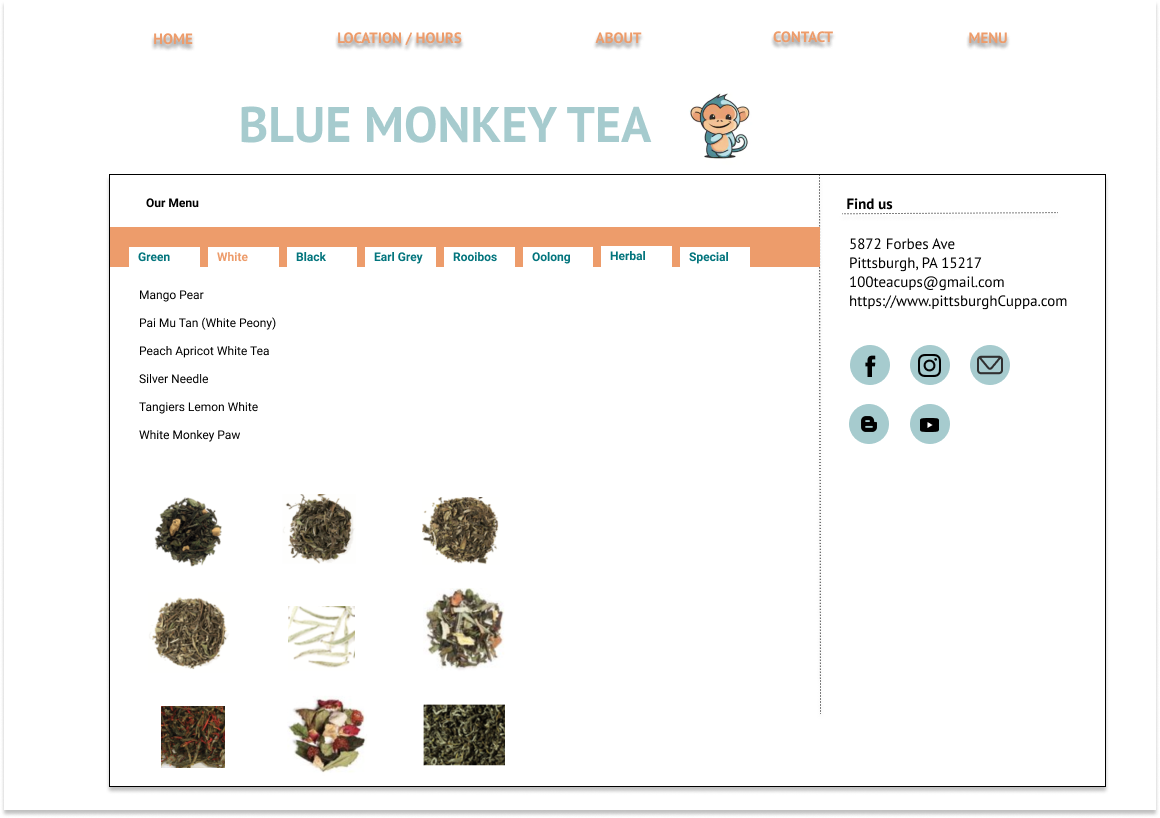 HOME
LOCATION / HOURS
ABOUT
CONTACT
MENU
BLUE MONKEY TEA
Our Menu
Green
White
Black
Earl Grey
Rooibos
Oolong
Herbal
Special
Mango Pear
Pai Mu Tan (White Peony)
Peach Apricot White Tea
Silver Needle
Tangiers Lemon White
White Monkey Paw
Find us
5872 Forbes Ave
Pittsburgh, PA 15217
100teacups@gmail.com
https://www.pittsburghCuppa.com